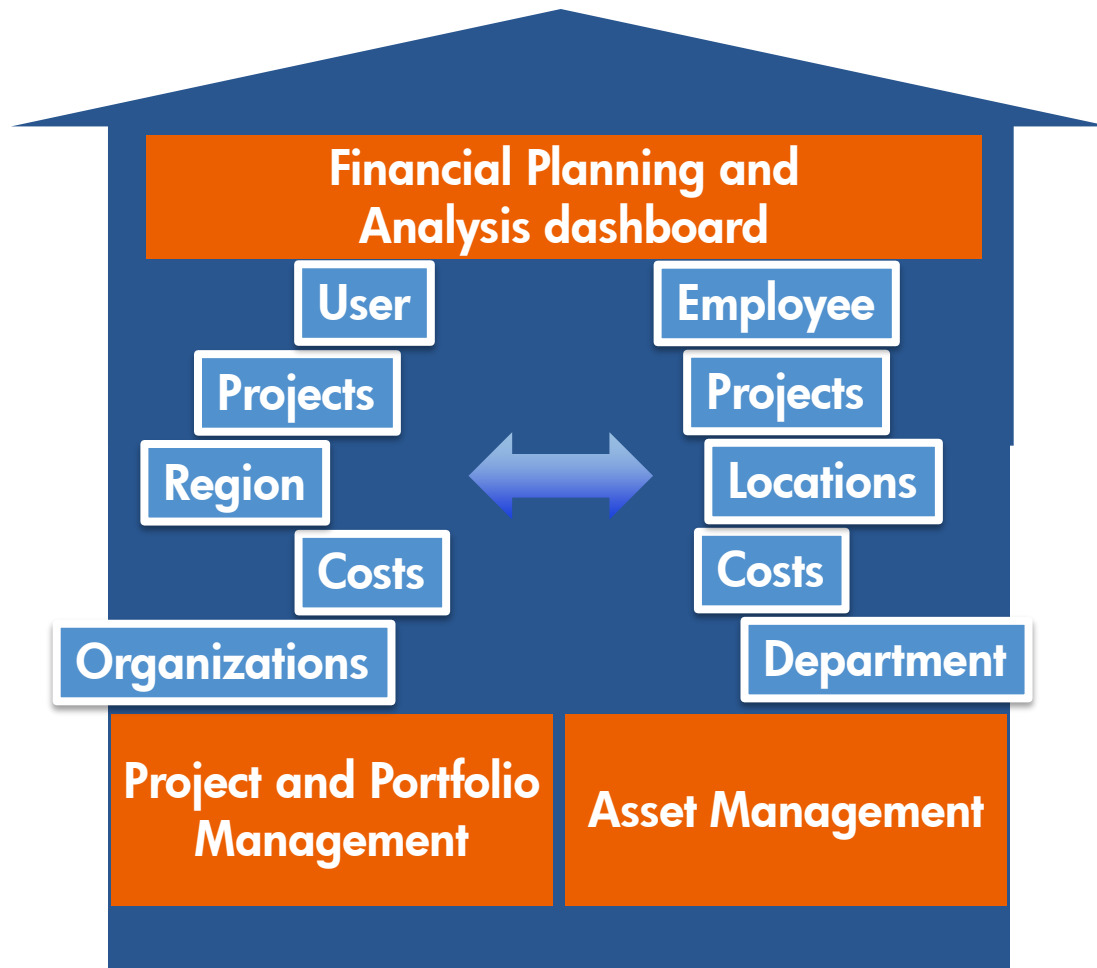 Financial Planning and
Analysis dashboard
User
Employee
Projects
Projects
Region
Locations
Costs
Costs
Organizations
Department
Project and Portfolio
Management
Asset Management